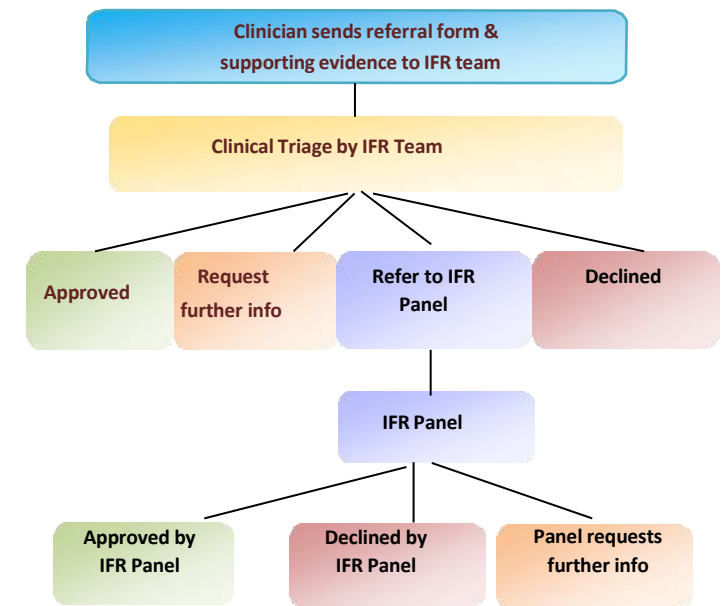 Clinician sends referral form &
supporting evidence to IFR team
Clinical Triage by IFR Team
Approved
Request
further info
Refer to IFR
Panel
Declined
IFR Panel
Approved by
IFR Panel
Declined by
IFR Panel
Panel requests
further info